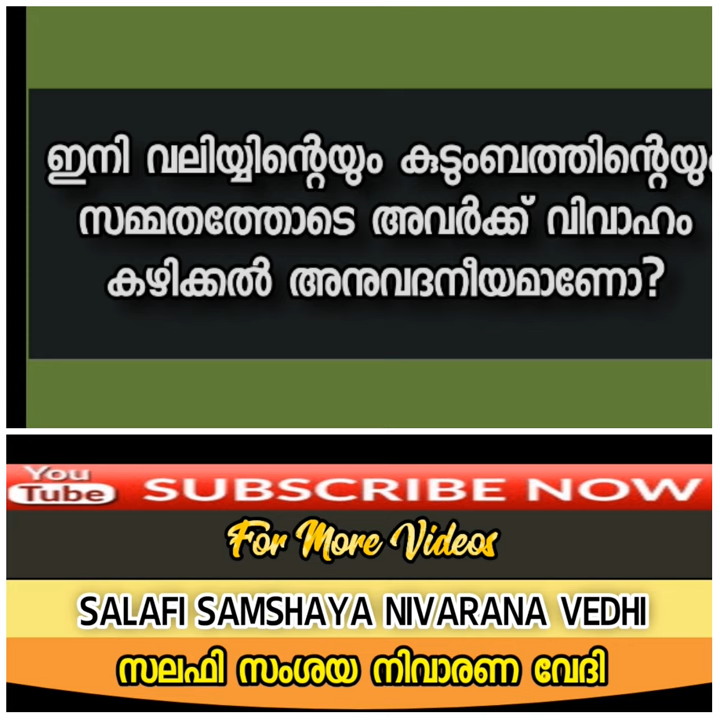 ഇനി വലിയ്യിന്റെയും കുടുംബത്തിന്റെയും
സമ്മതത്തോടെ അവർക്ക് വിവാഹം
കഴിക്കൽ അനുവദനീയമാണോ?
You
Tube SUBSCRIBE NOW
For More Videos
SALAFI SAMSHAYA NIVARANA VEDHI
സലഫി സംശയ നിവാരണ വേദി